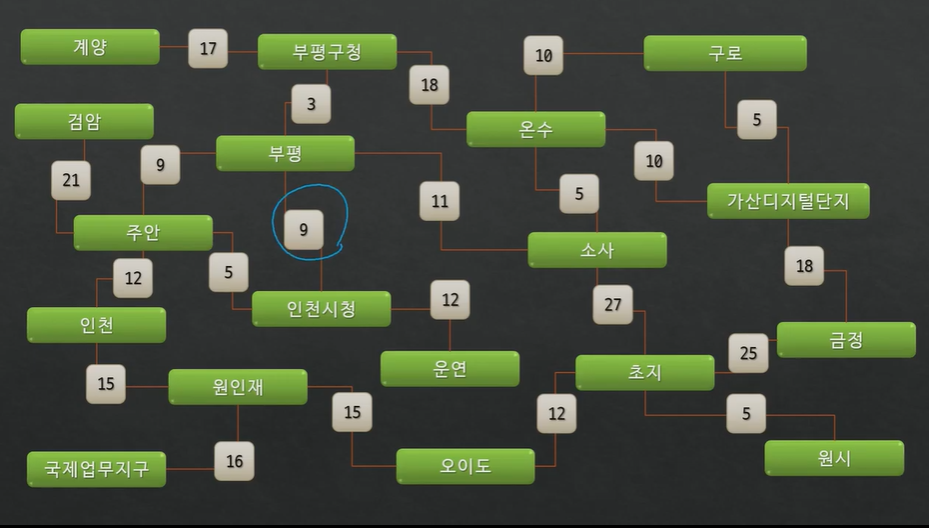 계양
17
부평구청
10
구로
18
3
5
검암
온수
부평
9
10
21
5
11
가산디지털단지
주안
9
소사
12
5
18
인천시청
12
27
인천
금정
25
운연
초지
15
원인재
15
12
5
16
국제업무지구
오이도
원시